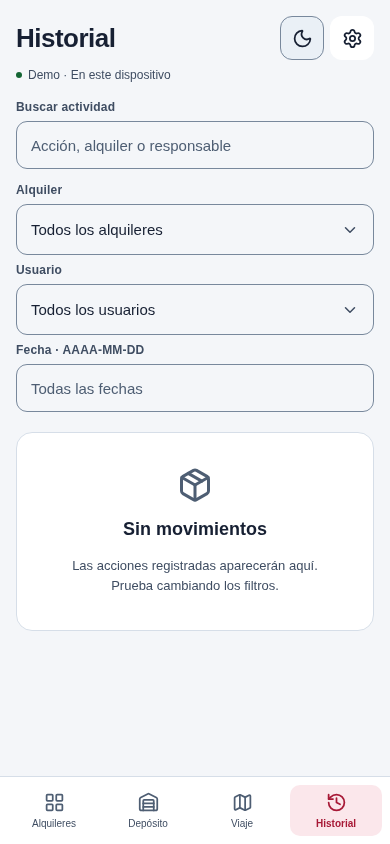 Historial
Demo · En este dispositivo
Buscar actividad
Acción, alquiler o responsable
Alquiler
Todos los alquileres
Usuario
Todos los usuarios
Fecha · AAAA-MM-DD
Todas las fechas
Sin movimientos
Las acciones registradas aparecerán aquí.
Prueba cambiando los filtros.
Alquileres
Depósito
Viaje
Historial